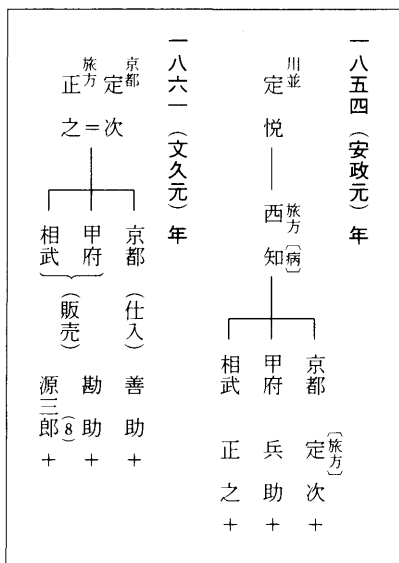 一八五四(安政元)年
川並
定悦
旅方〔病〕
西知
京都 定次+
〔旅方〕
甲府 兵助+
相武 正之+
一八六一(文久元)年
京都
定次
旅方
正之=
京都(仕入)善助+
甲府 勘助+
(販売)
(8)
相武 源三郎+